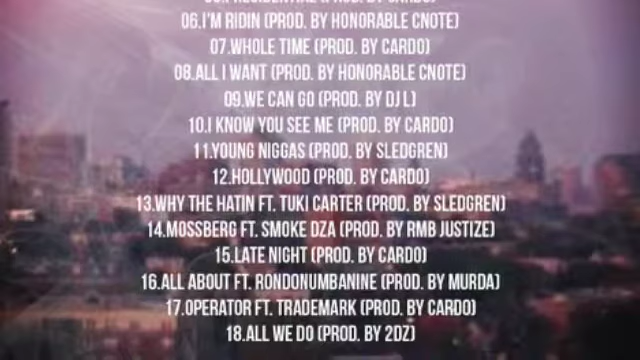 06.I'M RIDIN (PROD. BY HONORABLE CNOTE)
07.WHOLE TIME (PROD. BY CARDO)
08.ALL I WANT (PROD. BY HONORABLE CNOTE)
09.WE CAN GO (PROD. BY DJ L)
10.I KNOW YOU SEE ME (PROD. BY CARDO)
11.YOUNG NIGGAS (PROD. BY SLEDGREN)
12.HOLLYWOOD (PROD. BY CARDO)
13.WHY THE HATIN FT. TUKI CARTER (PROD. BY SLEDGREN)
14.MOSSBERG FT. SMOKE DZA (PROD. BY RMB JUSTIZE)
15.LATE NIGHT (PROD. BY CARDO)
16.ALL ABOUT FT. RONDONUMBANINE (PROD. BY MURDA)
17.OPERATOR FT. TRADEMARK (PROD. BY CARDO)
18.ALL WE DO (PROD. BY 2DZ)